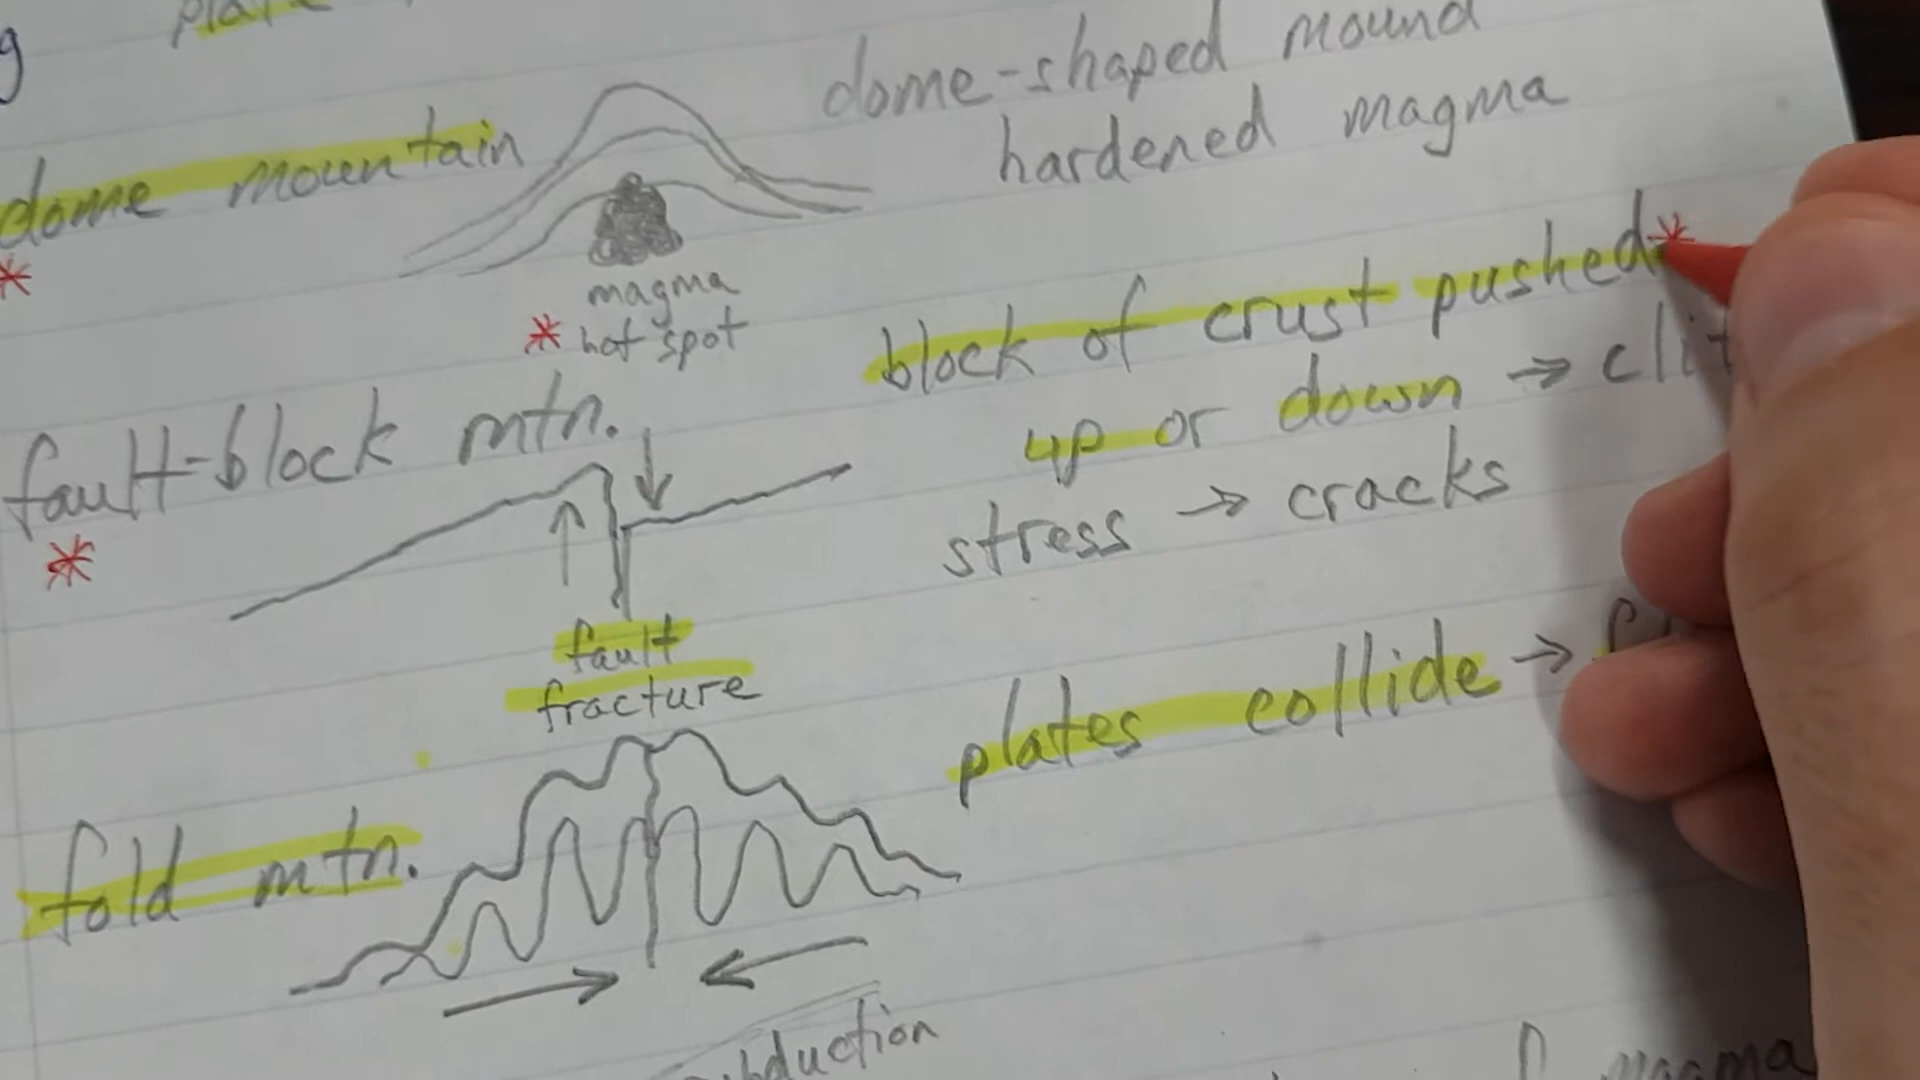 dome mountain
magma
* hot spot
dome-shaped mound
hardened magma
*
fault-block mtn.
*
fault
fracture
block of crust pushed*
up or down →
stress → cracks
fold mtn.
plates collide →
magma